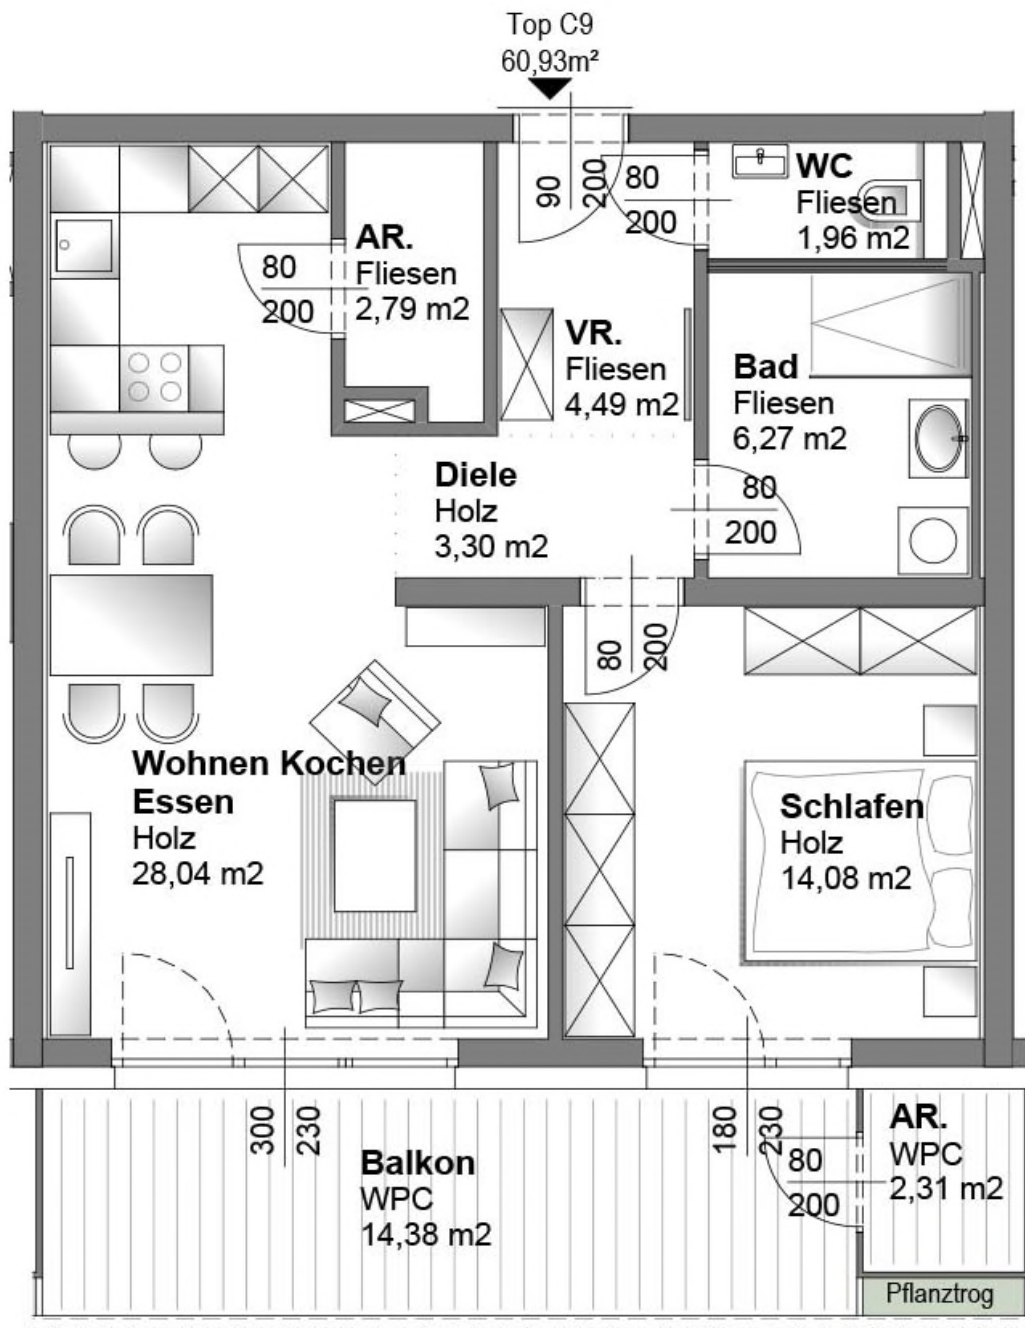 Top C9
60,93m²
90
200
80
200
WC
Fliesen
1,96 m2
AR.
Fliesen
2,79 m2
80
200
VR.
Fliesen
4,49 m2
Bad
Fliesen
6,27 m2
Diele
Holz
3,30 m2
80
200
80
200
Wohnen Kochen
Essen
Holz
28,04 m2
Schlafen
Holz
14,08 m2
300
230
180
230
Balkon
WPC
14,38 m2
80
200
AR.
WPC
2,31 m2
Pflanztrog